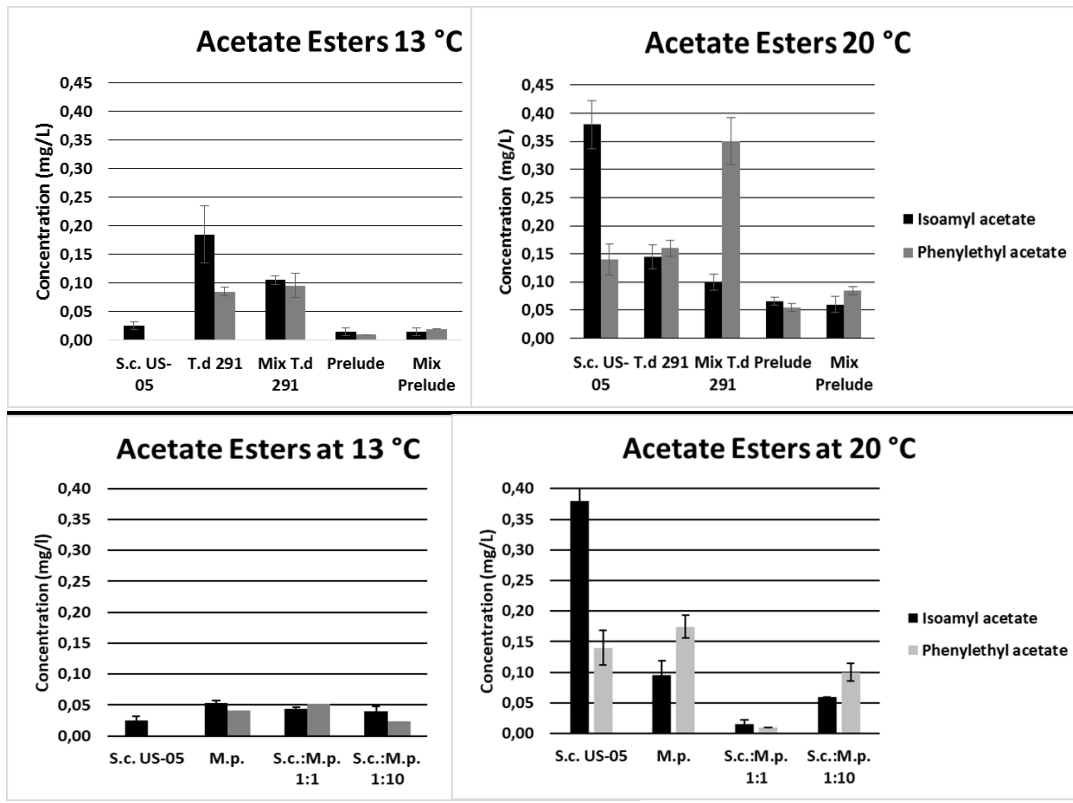 Acetate Esters 13 °C
Concentration (mg/L)
0,45
0,40
0,35
0,30
0,25
0,20
0,15
0,10
0,05
0,00
S.c. US-
05
T.d 291
Mix T.d
291
Prelude
Mix
Prelude
Acetate Esters 20 °C
Concentration (mg/L)
0,45
0,40
0,35
0,30
0,25
0,20
0,15
0,10
0,05
0,00
S.c. US-
05
T.d 291
Mix T.d
291
Prelude
Mix
Prelude
Isoamyl acetate
Phenylethyl acetate
Acetate Esters at 13 °C
Concentration (mg/l)
0,40
0,35
0,30
0,25
0,20
0,15
0,10
0,05
0,00
S.c. US-05
M.p.
S.c.:M.p.
1:1
S.c.:M.p.
1:10
Acetate Esters at 20 °C
Concentration (mg/L)
0,40
0,35
0,30
0,25
0,20
0,15
0,10
0,05
0,00
S.c. US-05
M.p.
S.c.:M.p.
1:1
S.c.:M.p.
1:10
Isoamyl acetate
Phenylethyl acetate